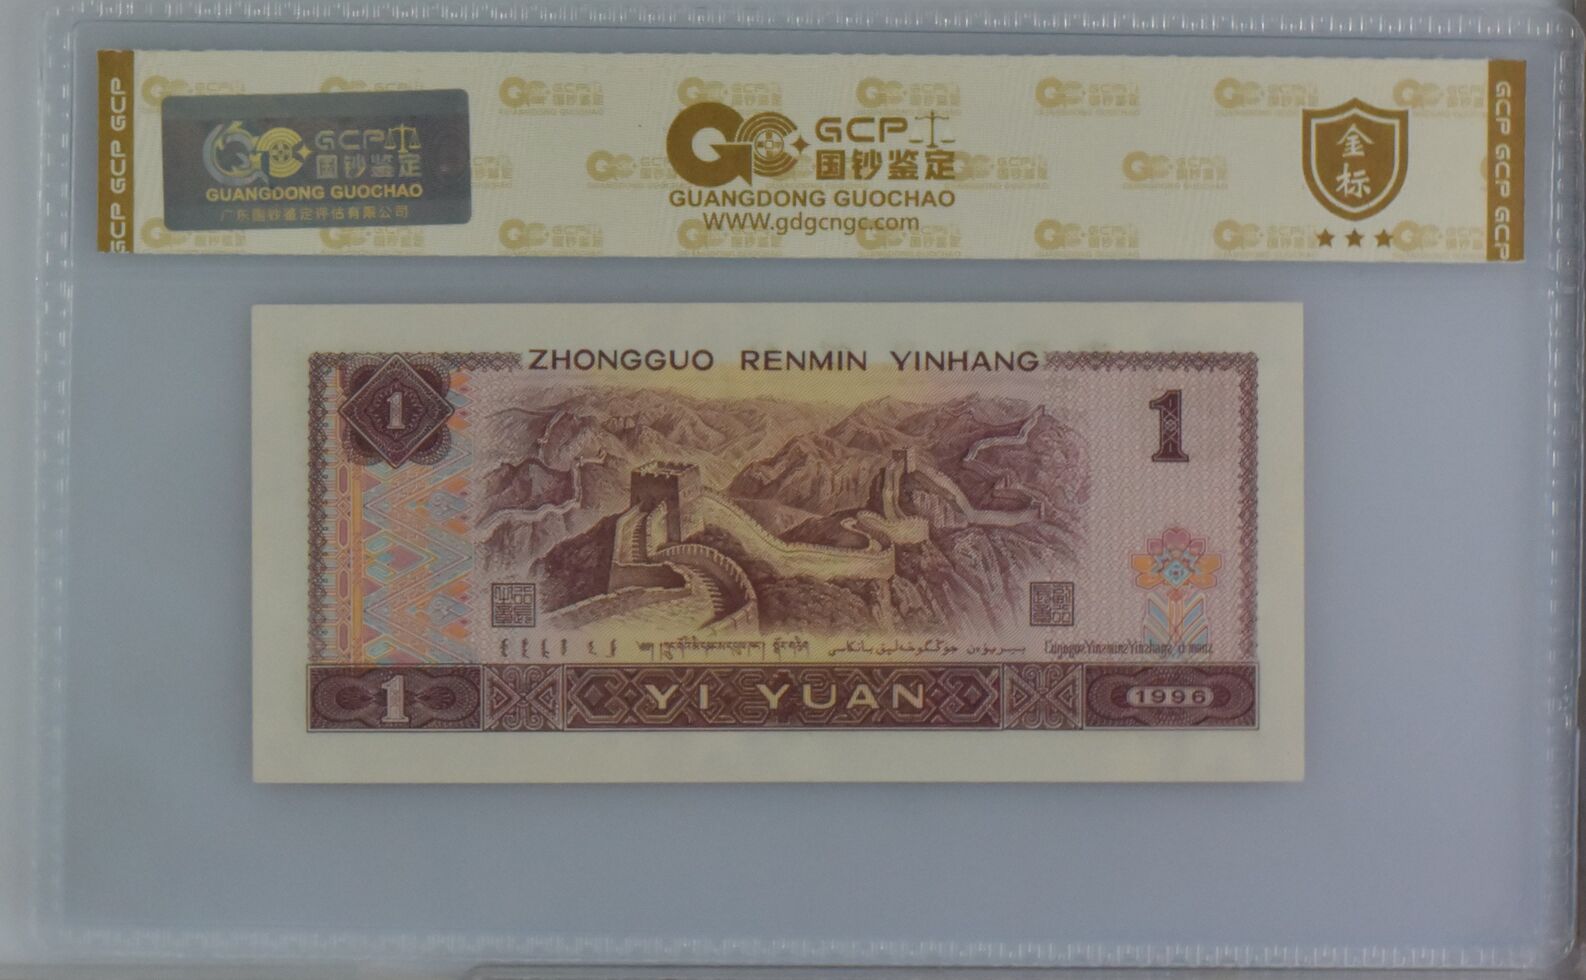 GCP GCP GCP
GCP
国钞鉴定
GUANGDONG GUOCHAO
广东国钞鉴定评估有限公司
GCP
国钞鉴定
GUANGDONG GUOCHAO
WWW.gdgcngc.com
金标
GCP GCP GCP
ZHONGGUO RENMIN YINHANG
1
1
1
YI YUAN
1996